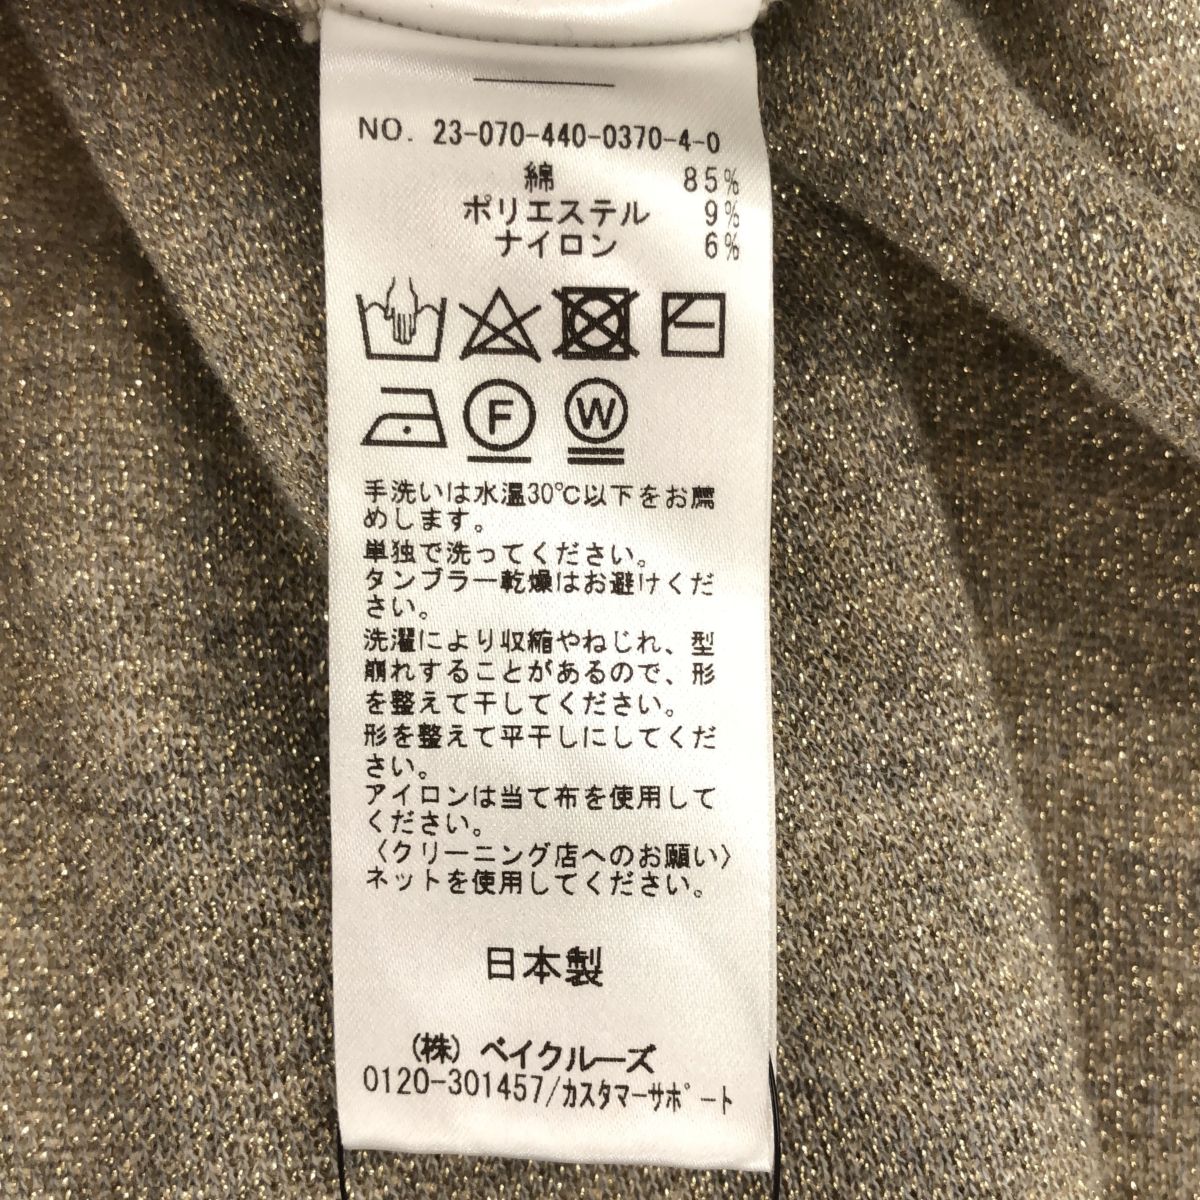 NO. 23-070-440-0370-4-0
綿 85%
ポリエステル 9%
ナイロン 6%
F W
手洗いは水温30℃以下をお薦
めします。
単独で洗ってください。
タンブラー乾燥はお避けくだ
さい。
洗濯により収縮やねじれ、型
崩れすることがあるので、形
を整えて干してください。
形を整えて平干しにしてくだ
さい。
アイロンは当て布を使用して
ください。
〈クリーニング店へのお願い〉
ネットを使用してください。
日本製
(株) ベイクルーズ
0120-301457/カスタマーサポート